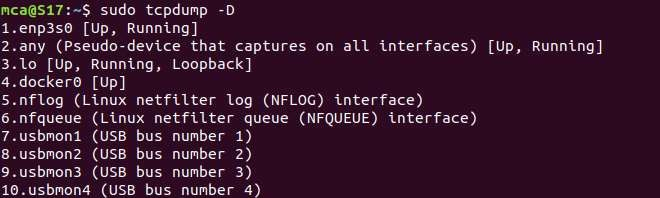 mca@S17:~$ sudo tcpdump -D
1.enp3s0 [Up, Running]
2.any (Pseudo-device that captures on all interfaces) [Up, Running]
3.lo [Up, Running, Loopback]
4.docker0 [Up]
5.nflog (Linux netfilter log (NFLOG) interface)
6.nfqueue (Linux netfilter queue (NFQUEUE) interface)
7.usbmon1 (USB bus number 1)
8.usbmon2 (USB bus number 2)
9.usbmon3 (USB bus number 3)
10.usbmon4 (USB bus number 4)